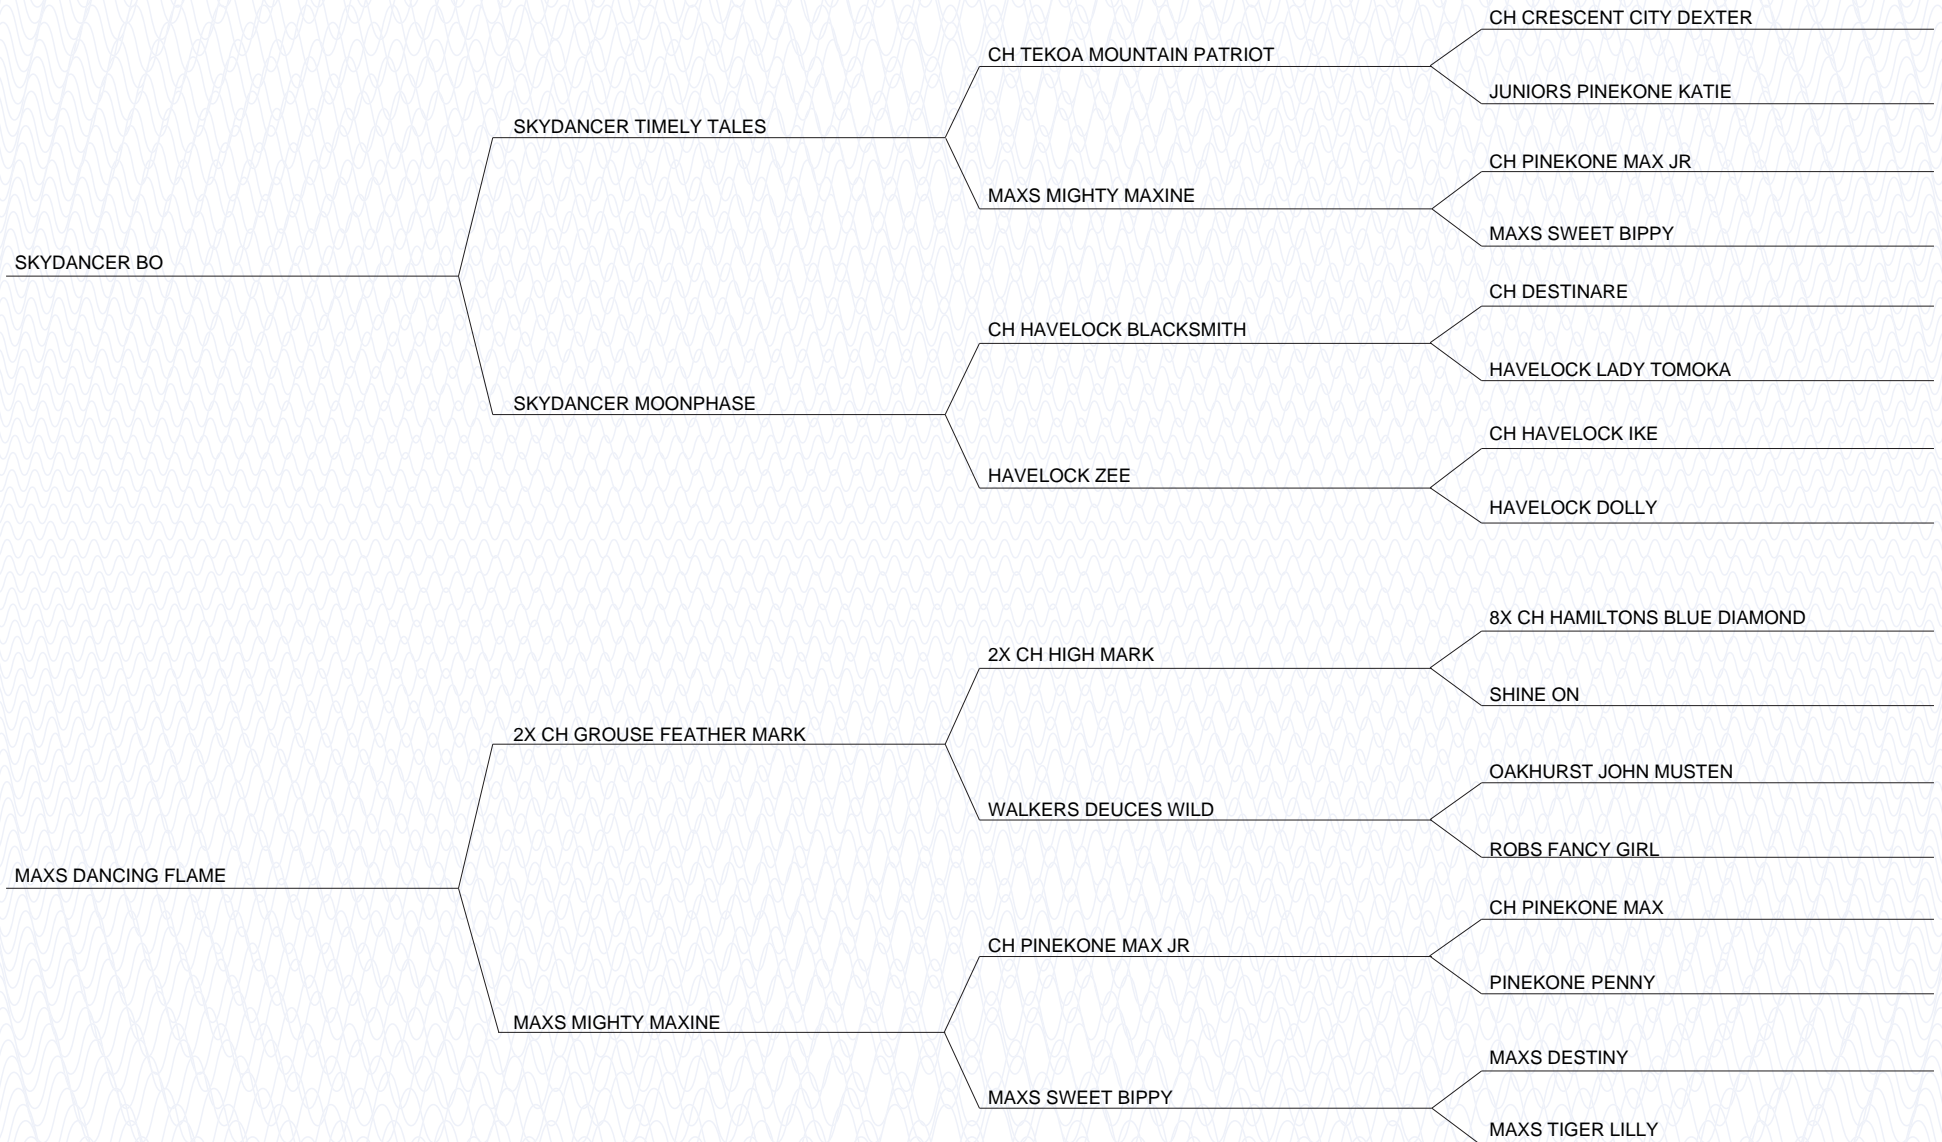 CH CRESCENT CITY DEXTER
CH TEKOA MOUNTAIN PATRIOT
JUNIORS PINEKONE KATIE
SKYDANCER TIMELY TALES
CH PINEKONE MAX JR
MAXS MIGHTY MAXINE
MAXS SWEET BIPPY
SKYDANCER BO
CH DESTINARE
CH HAVELOCK BLACKSMITH
HAVELOCK LADY TOMOKA
SKYDANCER MOONPHASE
CH HAVELOCK IKE
HAVELOCK ZEE
HAVELOCK DOLLY
8X CH HAMILTONS BLUE DIAMOND
2X CH HIGH MARK
SHINE ON
2X CH GROUSE FEATHER MARK
OAKHURST JOHN MUSTEN
WALKERS DEUCES WILD
ROBS FANCY GIRL
MAXS DANCING FLAME
CH PINEKONE MAX
CH PINEKONE MAX JR
PINEKONE PENNY
MAXS MIGHTY MAXINE
MAXS DESTINY
MAXS SWEET BIPPY
MAXS TIGER LILLY